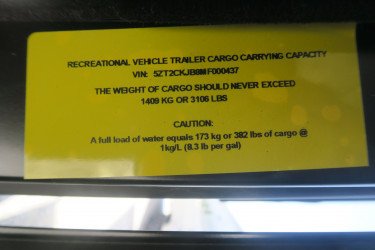 RECREATIONAL VEHICLE TRAILER CARGO CARRYING CAPACITY
VIN: 5ZT2CKJB8MF000437
THE WEIGHT OF CARGO SHOULD NEVER EXCEED
1409 KG OR 3106 LBS
CAUTION:
A full load of water equals 173 kg or 382 lbs of cargo @
1kg/L (8.3 lb per gal)